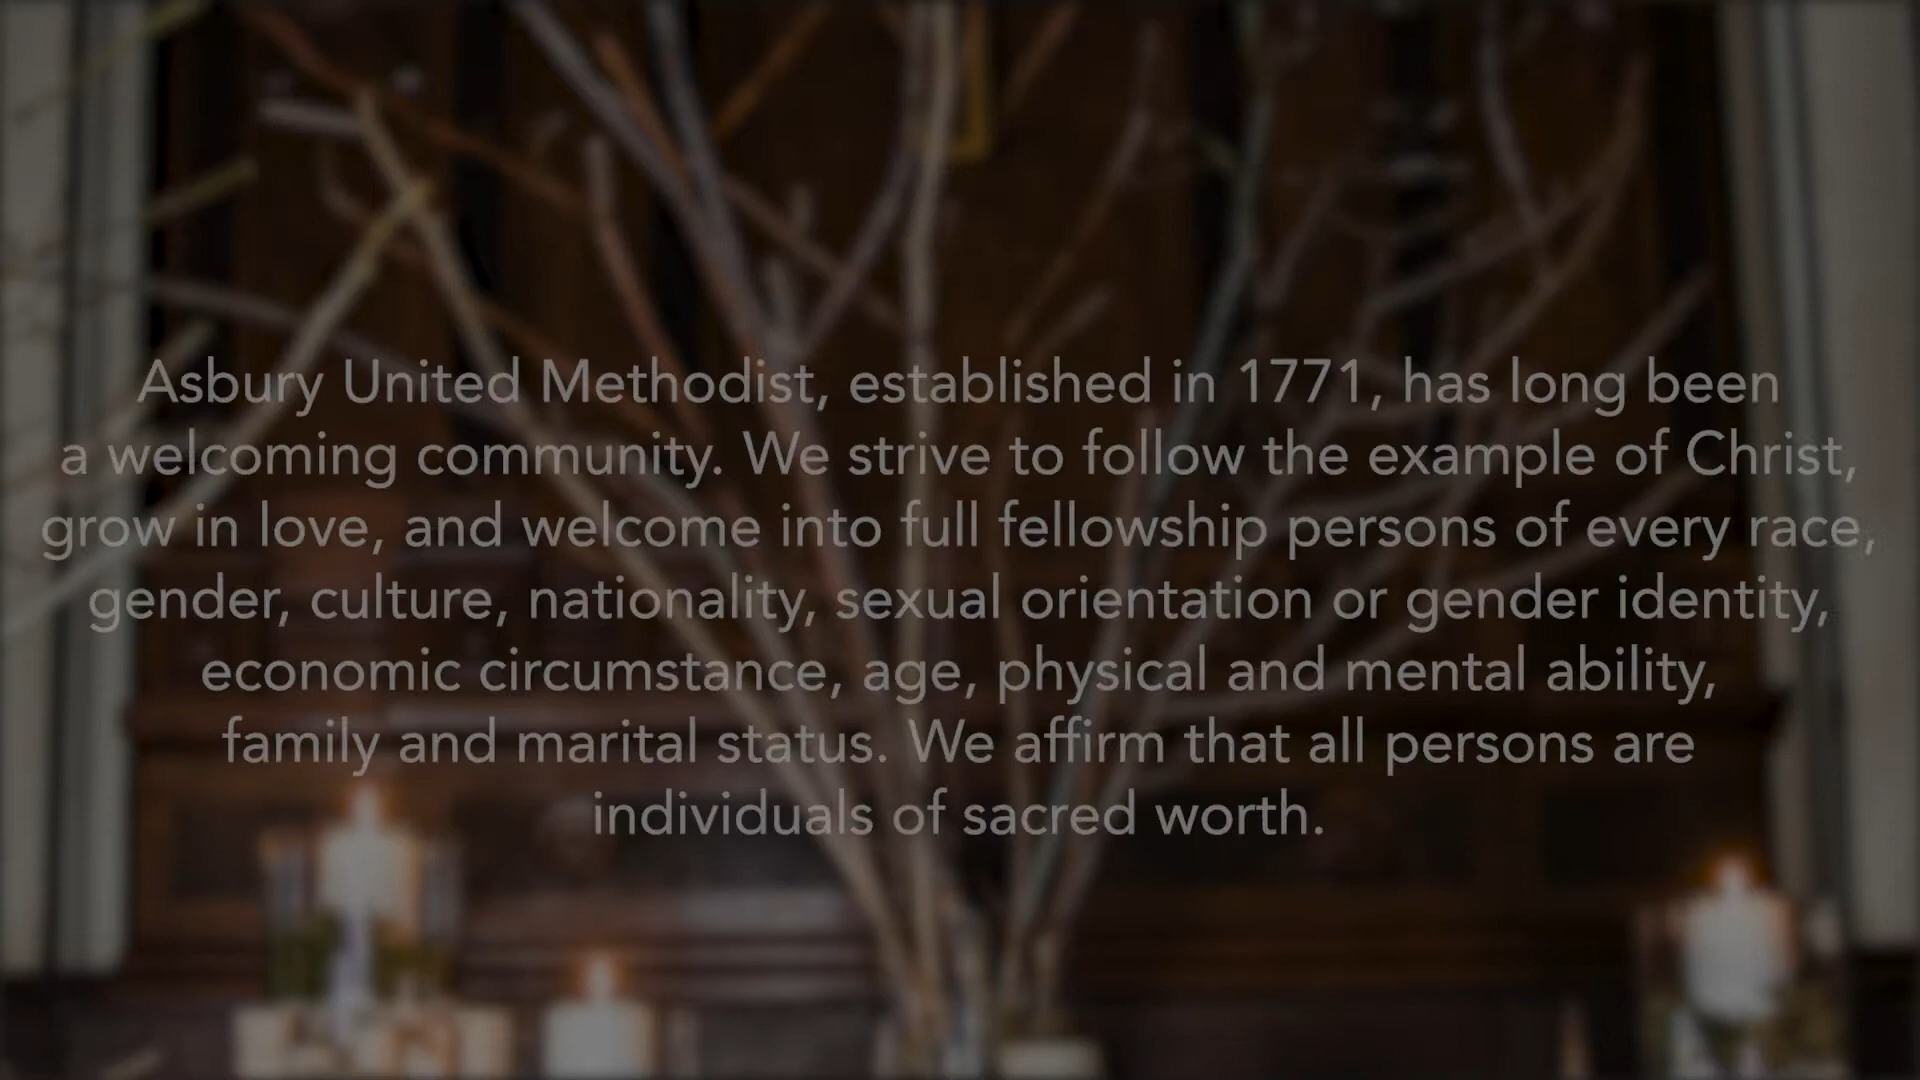 Asbury United Methodist, established in 1771, has long been
a welcoming community. We strive to follow the example of Christ,
grow in love, and welcome into full fellowship persons of every race,
gender, culture, nationality, sexual orientation or gender identity,
economic circumstance, age, physical and mental ability,
family and marital status. We affirm that all persons are
individuals of sacred worth.